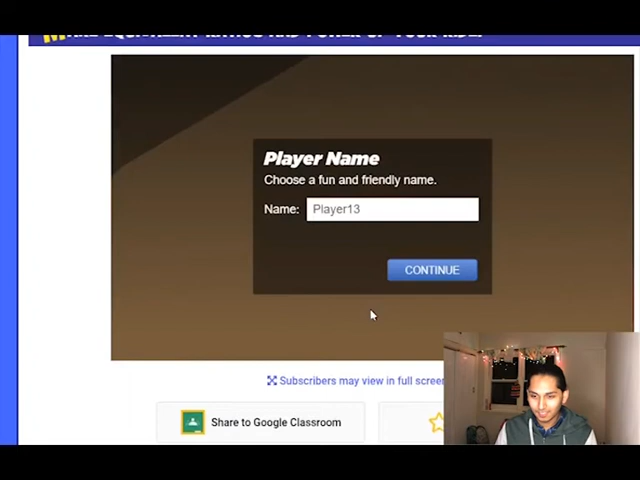 Player Name
Choose a fun and friendly name.
Name: Player13
CONTINUE
Subscribers may view in full screen
Share to Google Classroom